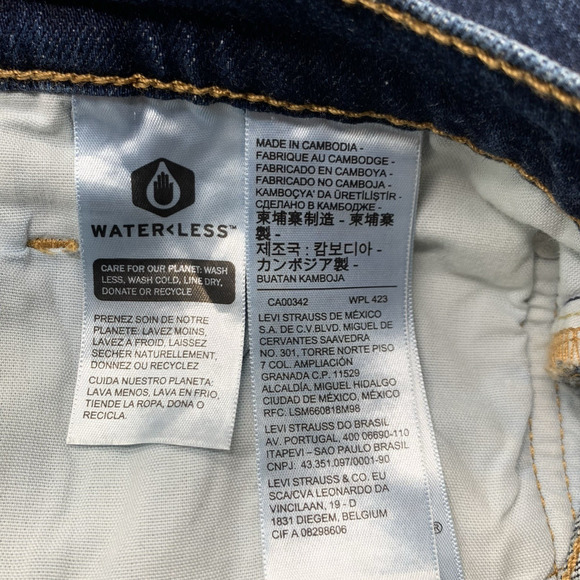 WATER<LESS™
CARE FOR OUR PLANET: WASH
LESS, WASH COLD, LINE DRY,
DONATE OR RECYCLE
PRENEZ SOIN DE NOTRE
PLANETE: LAVEZ MOINS,
LAVEZ A FROID, LAISSEZ
SECHER NATURELLEMENT,
DONNEZ OU RECYCLEZ
CUIDA NUESTRO PLANETA:
LAVA MENOS, LAVA EN FRIO,
TIENDE LA ROPA, DONA O
RECICLA.
MADE IN CAMBODIA -
FABRIQUE AU CAMBODGE -
FABRICADO EN CAMBOYA -
FABRICADO NO CAMBOJA -
KAMBOÇYA'DA ÜRETİLİŞTİR -
СДЕЛАНО В КАМБОДЖЕ -
柬埔寨制造 - 柬埔寨
製 -
제조국 : 캄보디아 -
カンボジア製 -
BUATAN KAMBOJA
CA00342 WPL 423
LEVI STRAUSS DE MÉXICO
S.A. DE C.V.BLVD. MIGUEL DE
CERVANTES SAAVEDRA
NO. 301, TORRE NORTE PISO
7 COL. AMPLIACIÓN
GRANADA C.P. 11529
ALCALDÍA. MIGUEL HIDALGO
CIUDAD DE MÉXICO, MÉXICO
RFC. LSM660818M98
LEVI STRAUSS DO BRASIL
AV. PORTUGAL, 400 06690-110
ITAPEVI – SAO PAULO BRASIL
CNPJ. 43.351.097/0001-90
LEVI STRAUSS & CO. EU
SCA/CVA LEONARDO DA
VINCILAAN, 19 - D
1831 DIEGEM, BELGIUM
CIF A 08298606
®